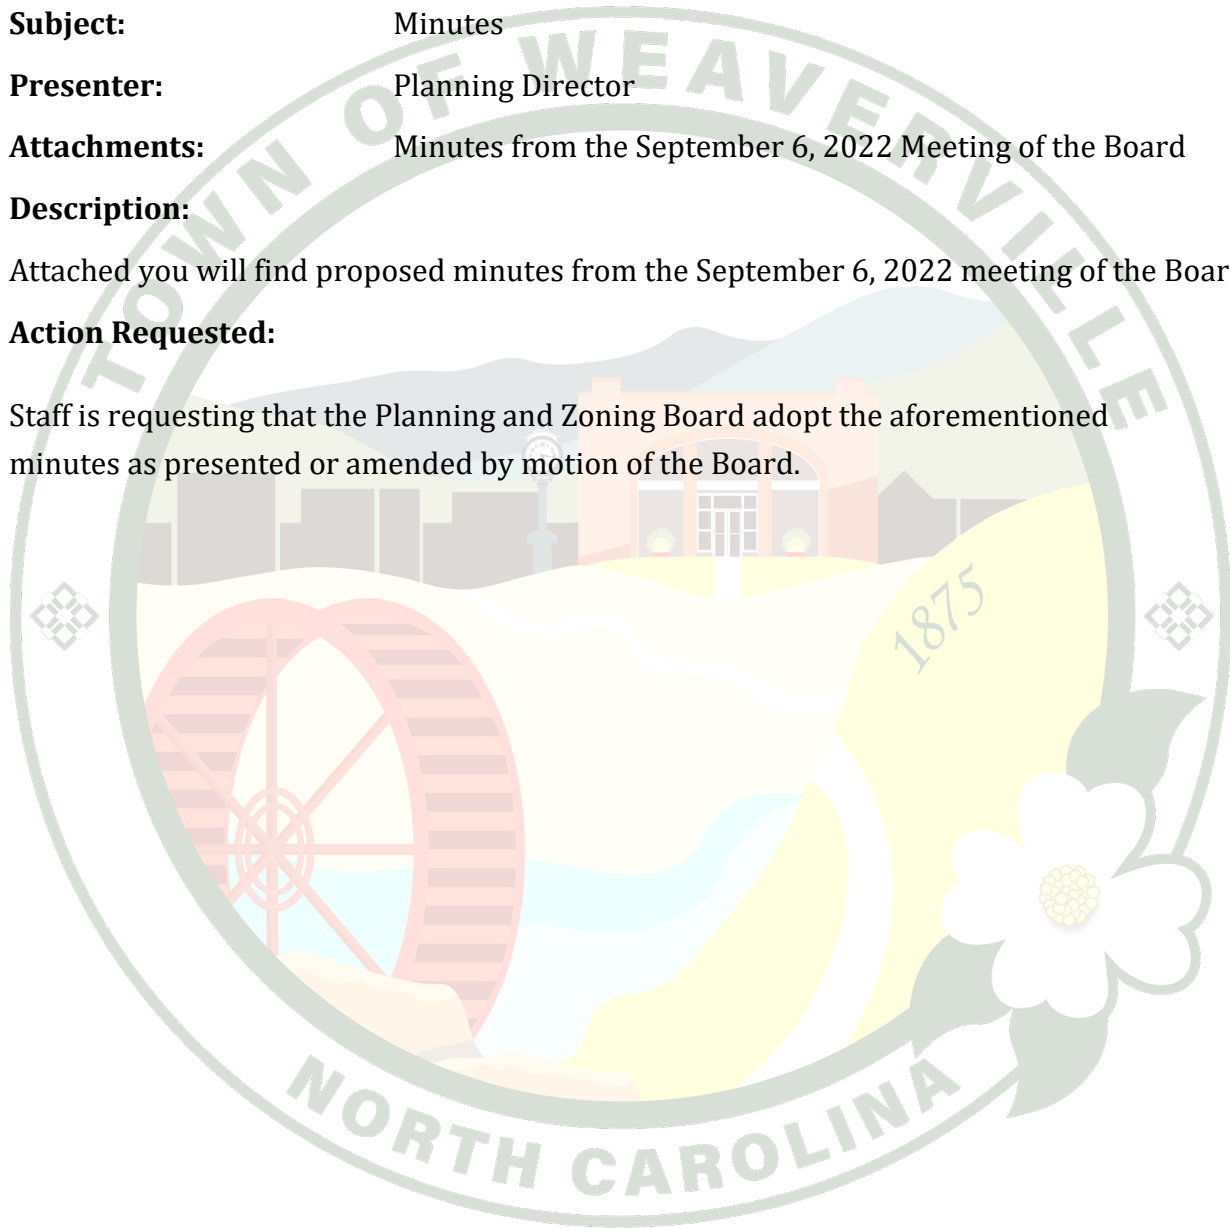 Subject: Minutes
Presenter: Planning Director
Attachments: Minutes from the September 6, 2022 Meeting of the Board
Description:
Attached you will find proposed minutes from the September 6, 2022 meeting of the Boar
Action Requested:
Staff is requesting that the Planning and Zoning Board adopt the aforementioned
minutes as presented or amended by motion of the Board.
TOWN OF WEAVERVILLE
1875
NORTH CAROLINA